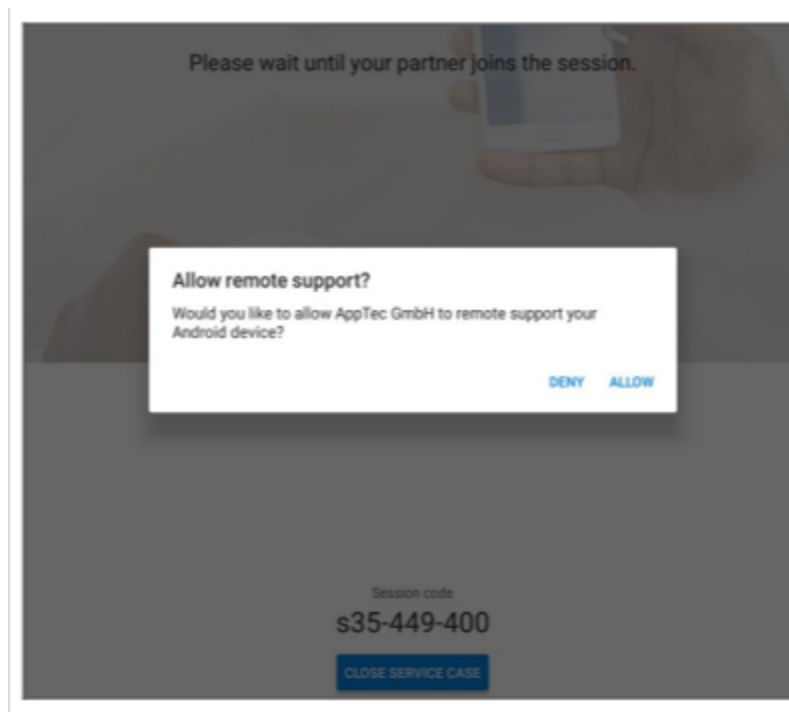 Please wait until your partner joins the session.
Allow remote support?
Would you like to allow AppTec GmbH to remote support your
Android device?
DENY ALLOW
Session code
s35-449-400
CLOSE SERVICE CASE